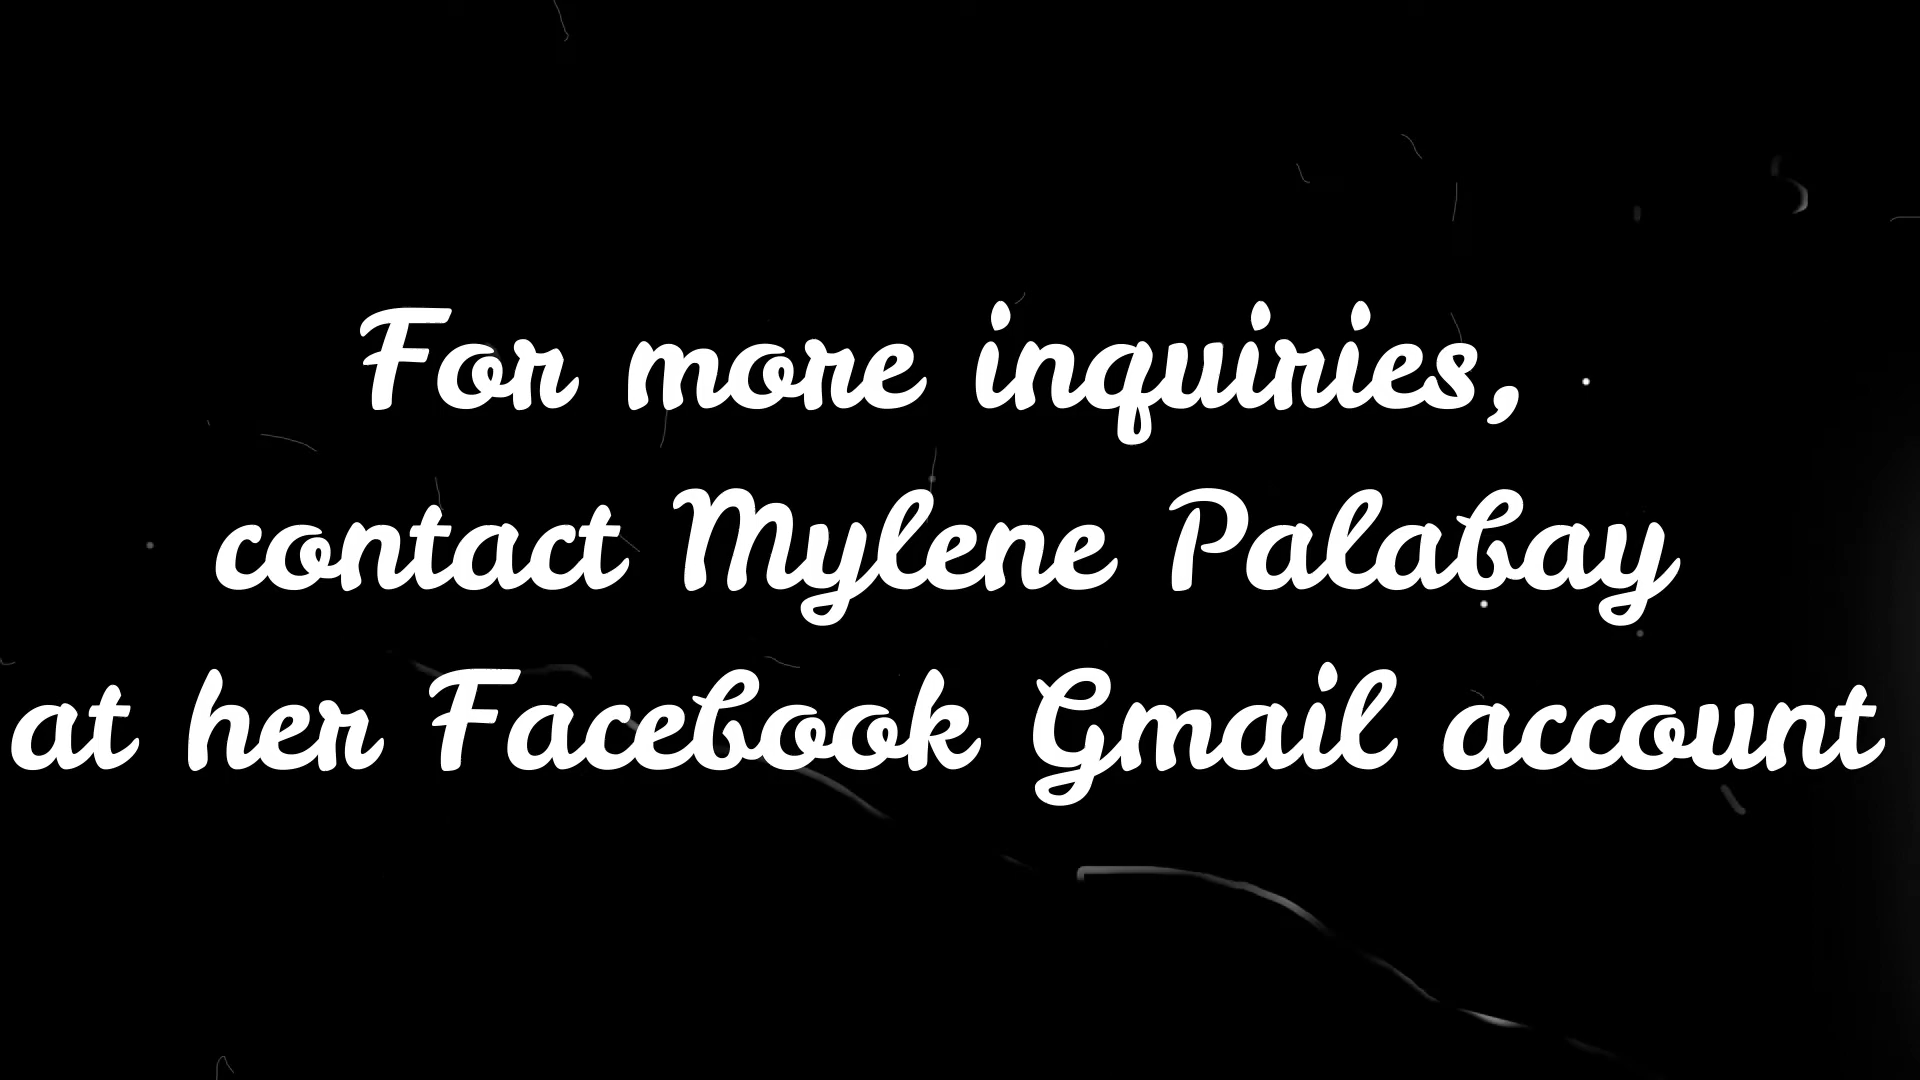 For more inquiries,
contact Mylene Palabay
at her Facebook Gmail account